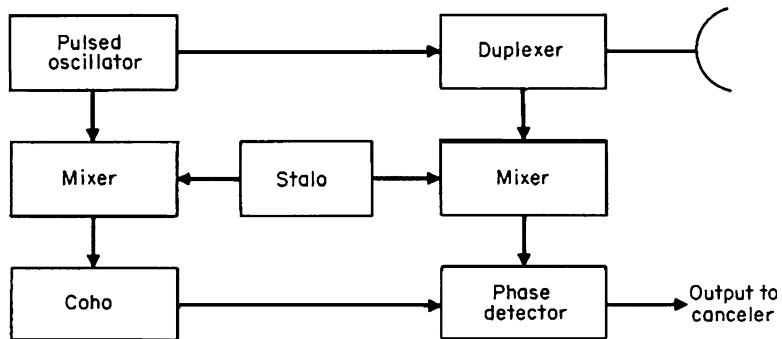 Pulsed
oscillator
Duplexer
Mixer
Stalo
Mixer
Coho
Phase
detector
Output to
canceler